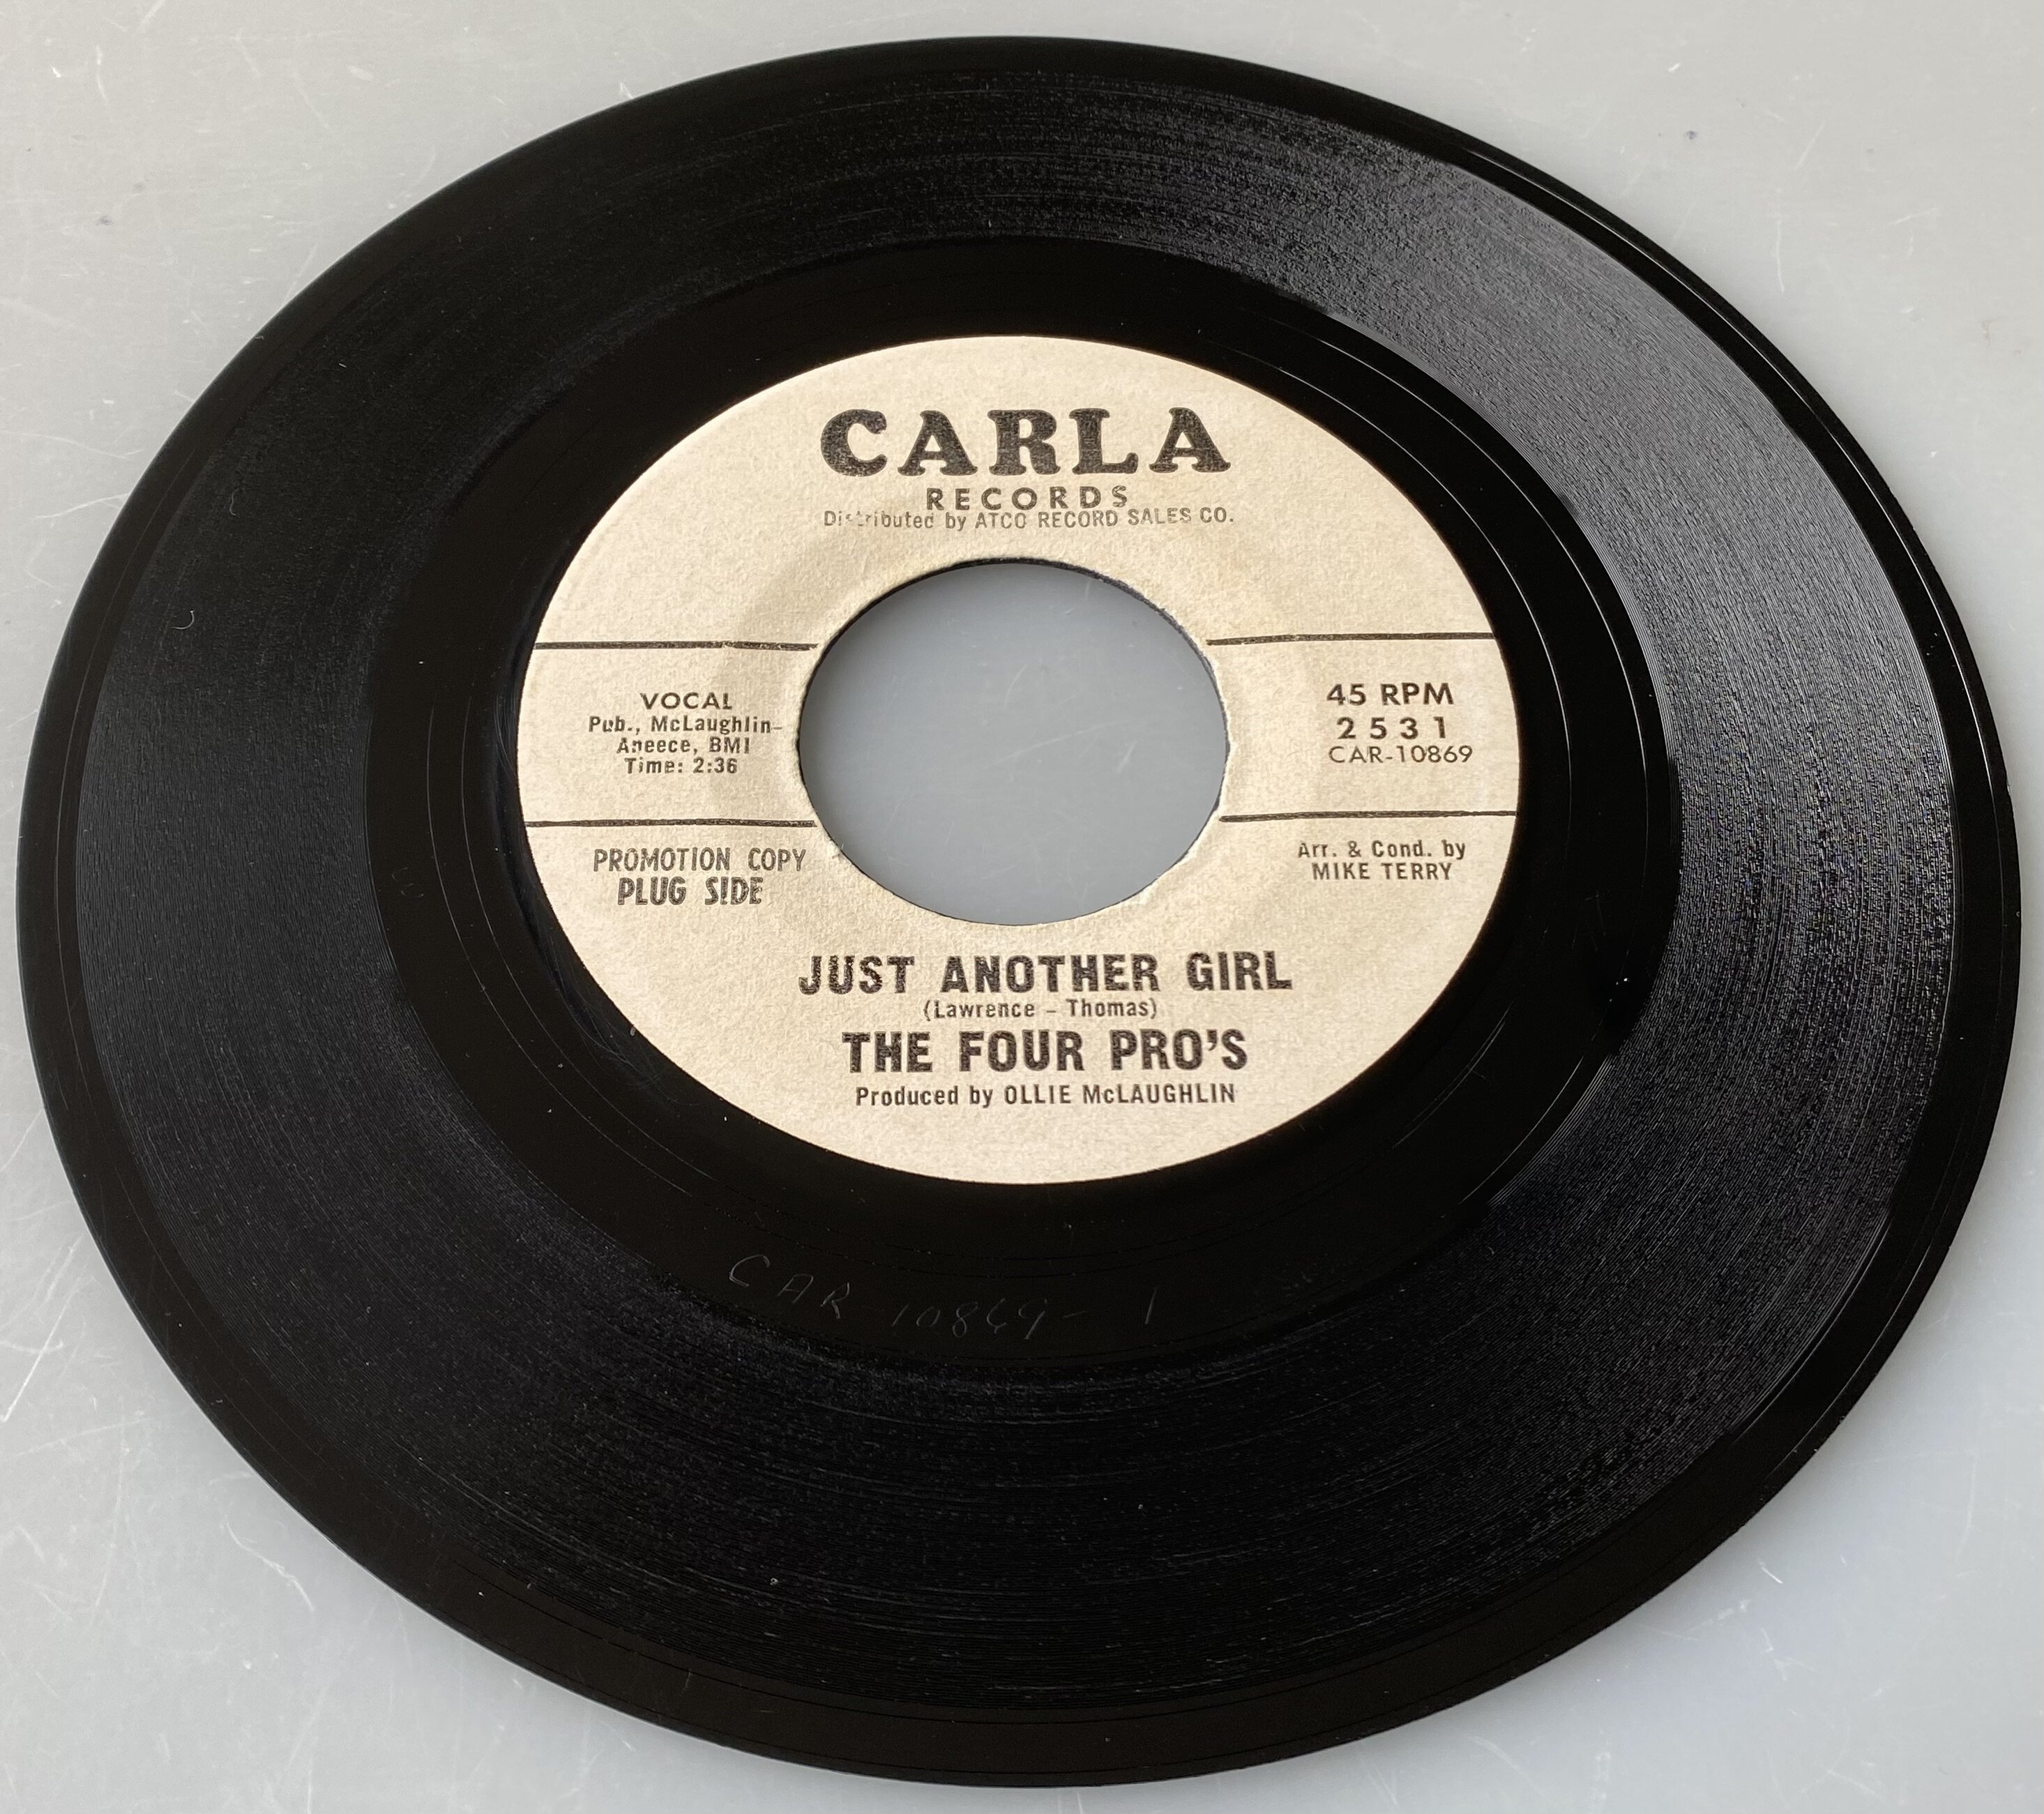 CARLA
RECORDS
Distributed by ATCO RECORD SALES CO.
VOCAL
Pub., McLaughlin-
Aneece, BMI
Time: 2:36
45 RPM
2531
CAR-10869
PROMOTION COPY
PLUG SIDE
Arr. & Cond. by
MIKE TERRY
JUST ANOTHER GIRL
(Lawrence - Thomas)
THE FOUR PRO'S
Produced by OLLIE McLAUGHLIN
CAR-10869-1